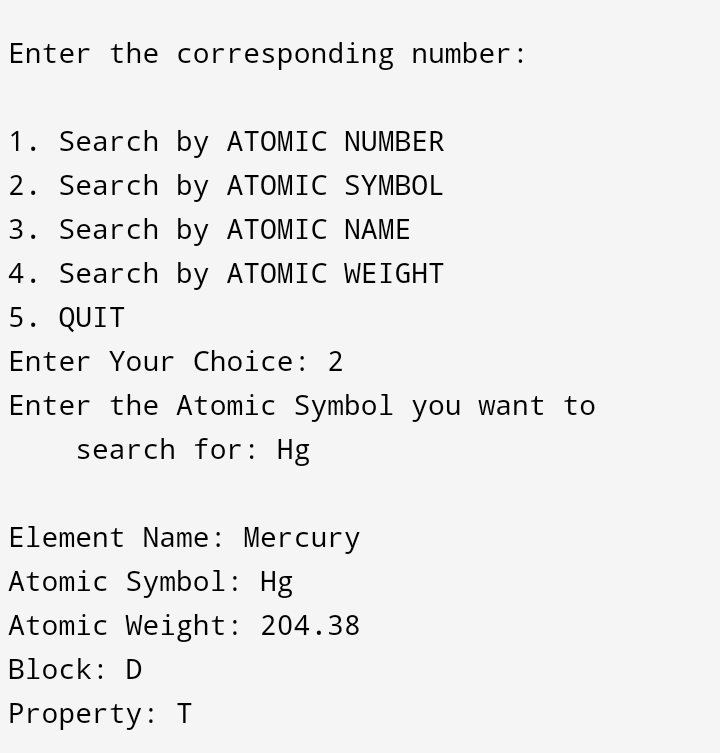 Enter the corresponding number:
1. Search by ATOMIC NUMBER
2. Search by ATOMIC SYMBOL
3. Search by ATOMIC NAME
4. Search by ATOMIC WEIGHT
5. QUIT
Enter Your Choice: 2
Enter the Atomic Symbol you want to
search for: Hg
Element Name: Mercury
Atomic Symbol: Hg
Atomic Weight: 204.38
Block: D
Property: T